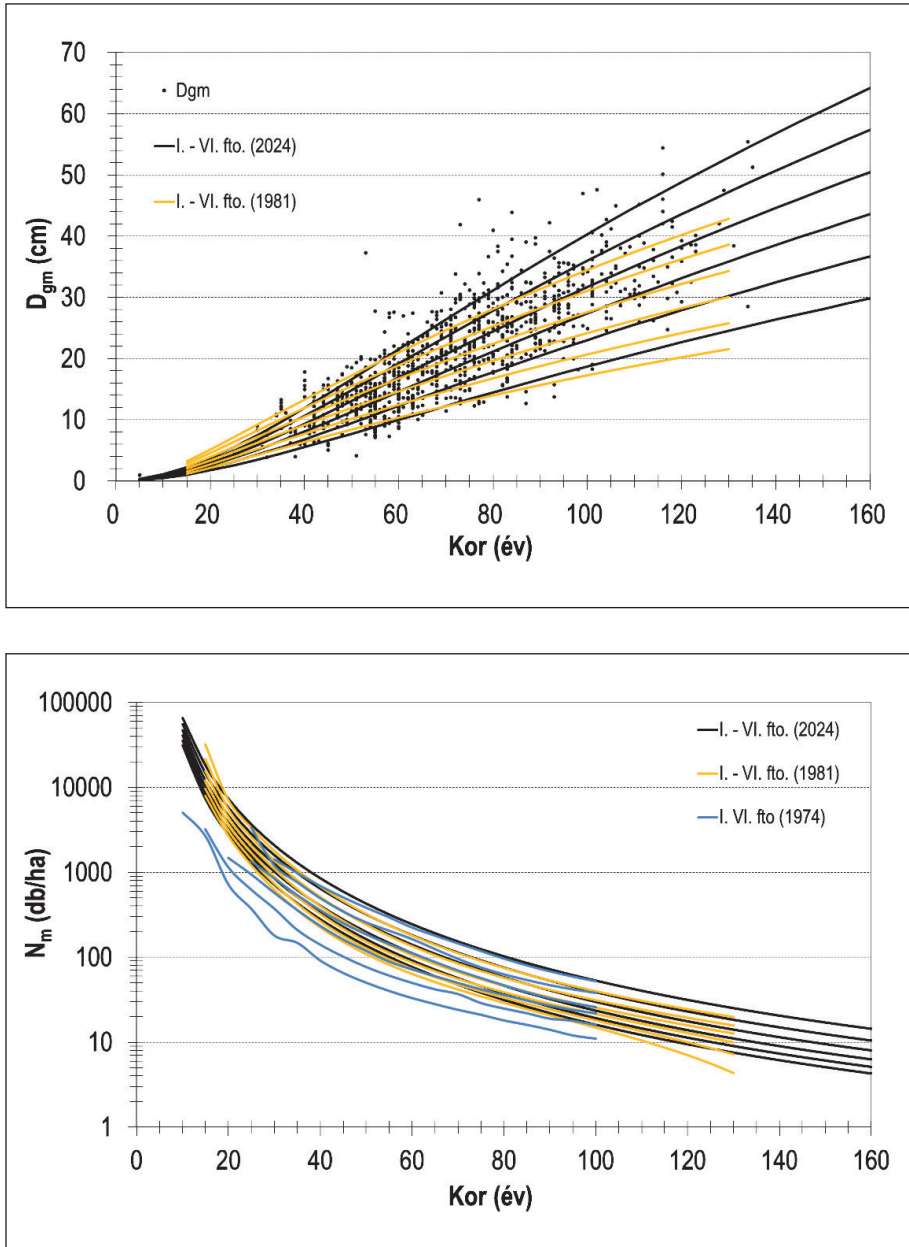 70
60
50
40
30
20
10
0
D_gm (cm)
Dgm
I. - VI. fto. (2024)
I. - VI. fto. (1981)
0 20 40 60 80 100 120 140 160
Kor (év)
100000
10000
1000
100
10
1
N_m (db/ha)
I. - VI. fto. (2024)
I. - VI. fto. (1981)
I. VI. fto (1974)
0 20 40 60 80 100 120 140 160
Kor (év)